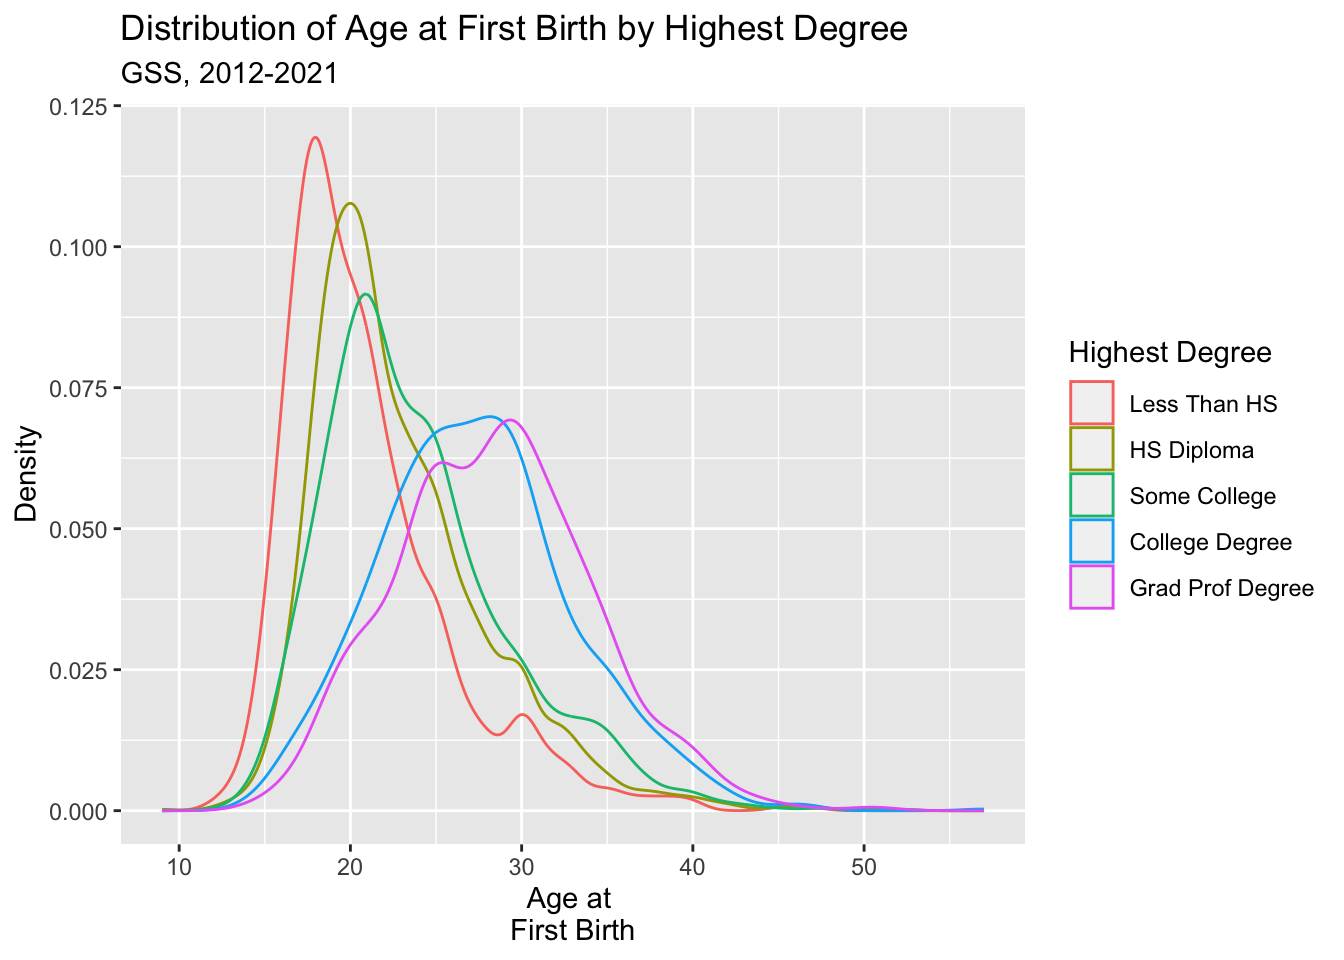 Distribution of Age at First Birth by Highest Degree
GSS, 2012-2021
0.125
0.100
0.075
0.050
0.025
0.000
Density
10 20 30 40 50
Age at
First Birth
Highest Degree
Less Than HS
HS Diploma
Some College
College Degree
Grad Prof Degree